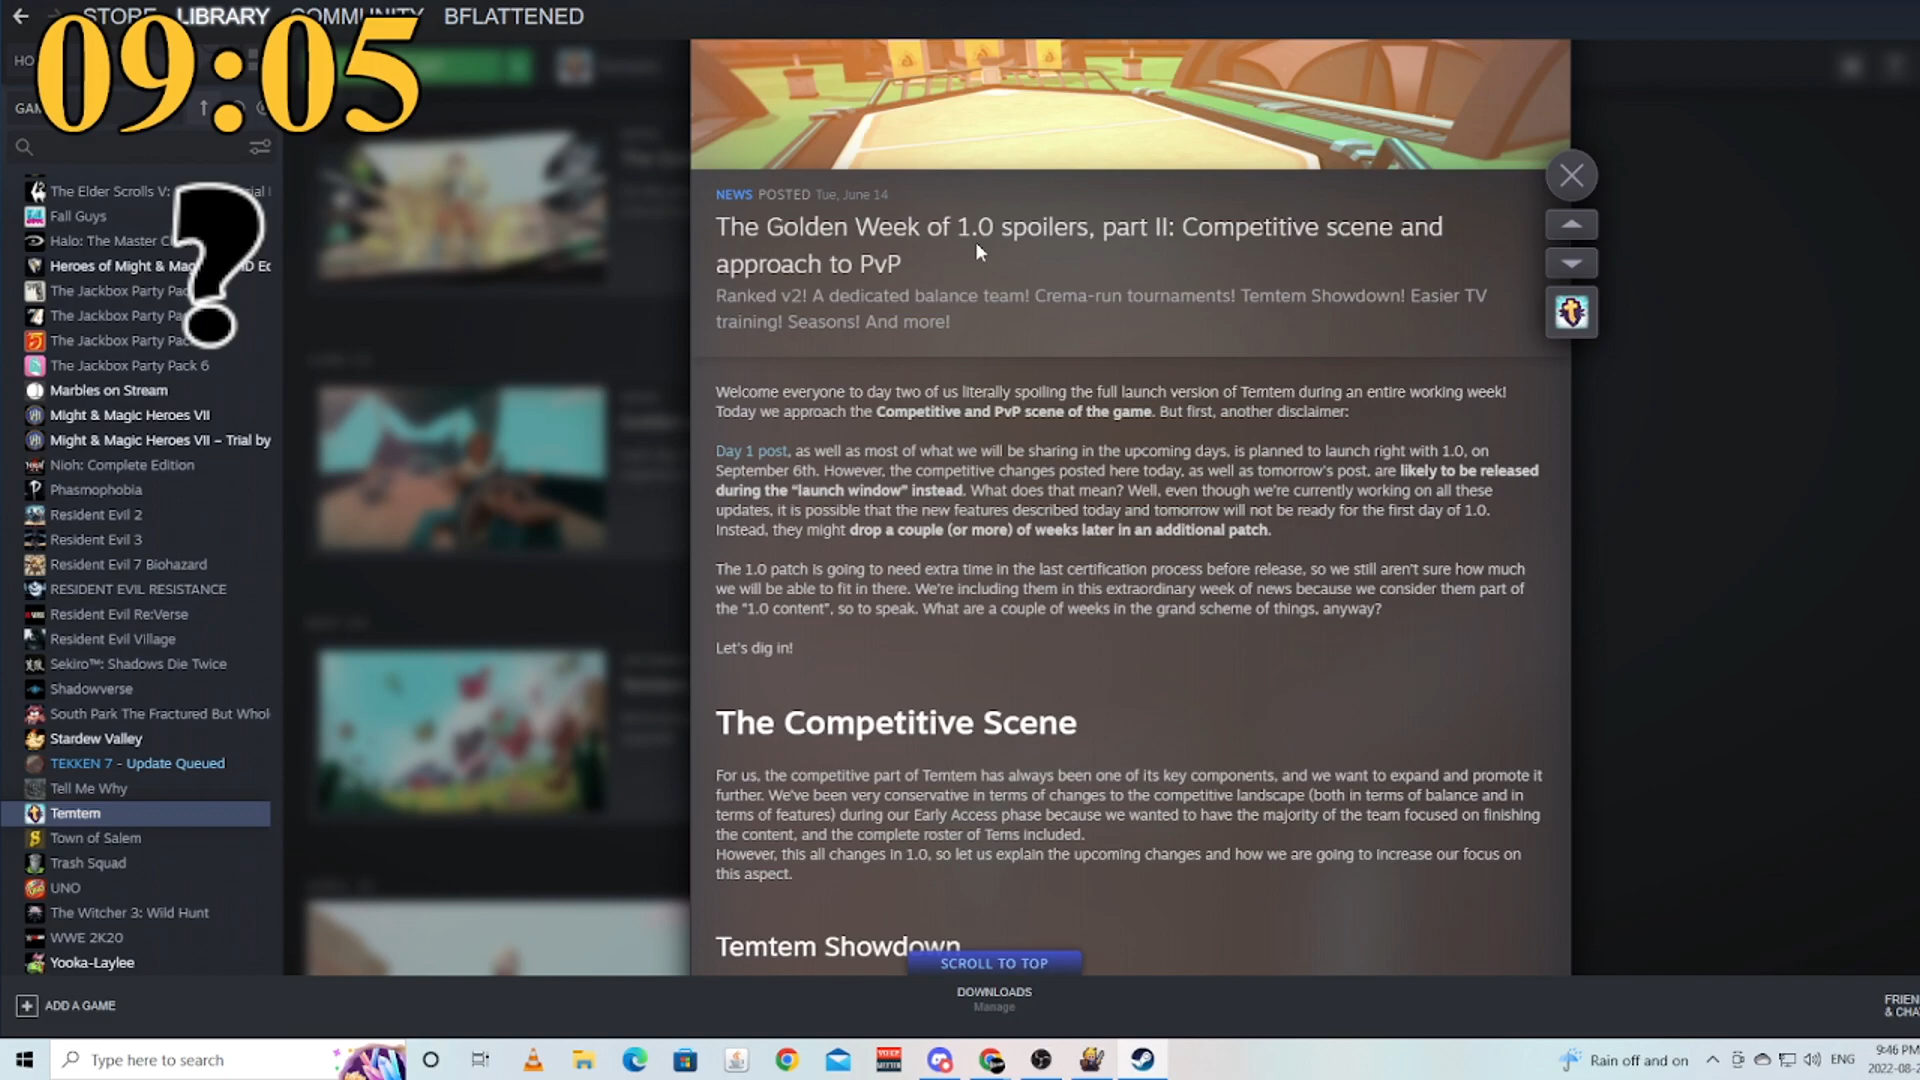 STORE LIBRARY COMMUNITY BFLATTENED
09:05
HO
GAM
?
The Elder Scrolls V:
Fall Guys
Halo: The Master C
Heroes of Might & Mag
The Jackbox Party Pac
The Jackbox Party Pa
The Jackbox Party Pac
The Jackbox Party Pack 6
Marbles on Stream
Might & Magic Heroes VII
Might & Magic Heroes VII – Trial by
Nioh: Complete Edition
Phasmophobia
Resident Evil 2
Resident Evil 3
Resident Evil 7 Biohazard
RESIDENT EVIL RESISTANCE
Resident Evil Re:Verse
Resident Evil Village
Sekiro™: Shadows Die Twice
Shadowverse
South Park The Fractured But Whol
Stardew Valley
TEKKEN 7 - Update Queued
Tell Me Why
Temtem
Town of Salem
Trash Squad
UNO
The Witcher 3: Wild Hunt
WWE 2K20
Yooka-Laylee
NEWS POSTED Tue, June 14
The Golden Week of 1.0 spoilers, part II: Competitive scene and
approach to PvP
Ranked v2! A dedicated balance team! Crema-run tournaments! Temtem Showdown! Easier TV
training! Seasons! And more!
Welcome everyone to day two of us literally spoiling the full launch version of Temtem during an entire working week!
Today we approach the Competitive and PvP scene of the game. But first, another disclaimer:
Day 1 post, as well as most of what we will be sharing in the upcoming days, is planned to launch right with 1.0, on
September 6th. However, the competitive changes posted here today, as well as tomorrow's post, are likely to be released
during the "launch window" instead. What does that mean? Well, even though we're currently working on all these
updates, it is possible that the new features described today and tomorrow will not be ready for the first day of 1.0.
Instead, they might drop a couple (or more) of weeks later in an additional patch.
The 1.0 patch is going to need extra time in the last certification process before release, so we still aren't sure how much
we will be able to fit in there. We're including them in this extraordinary week of news because we consider them part of
the "1.0 content", so to speak. What are a couple of weeks in the grand scheme of things, anyway?
Let's dig in!
The Competitive Scene
For us, the competitive part of Temtem has always been one of its key components, and we want to expand and promote it
further. We've been very conservative in terms of changes to the competitive landscape (both in terms of balance and in
terms of features) during our Early Access phase because we wanted to have the majority of the team focused on finishing
the content, and the complete roster of Tems included.
However, this all changes in 1.0, so let us explain the upcoming changes and how we are going to increase our focus on
this aspect.
Temtem Showdown
SCROLL TO TOP
ADD A GAME
DOWNLOADS
Manage
FRIEN
& CHA
Type here to search
Rain off and on
ENG
9:46 PM
2022-08-2